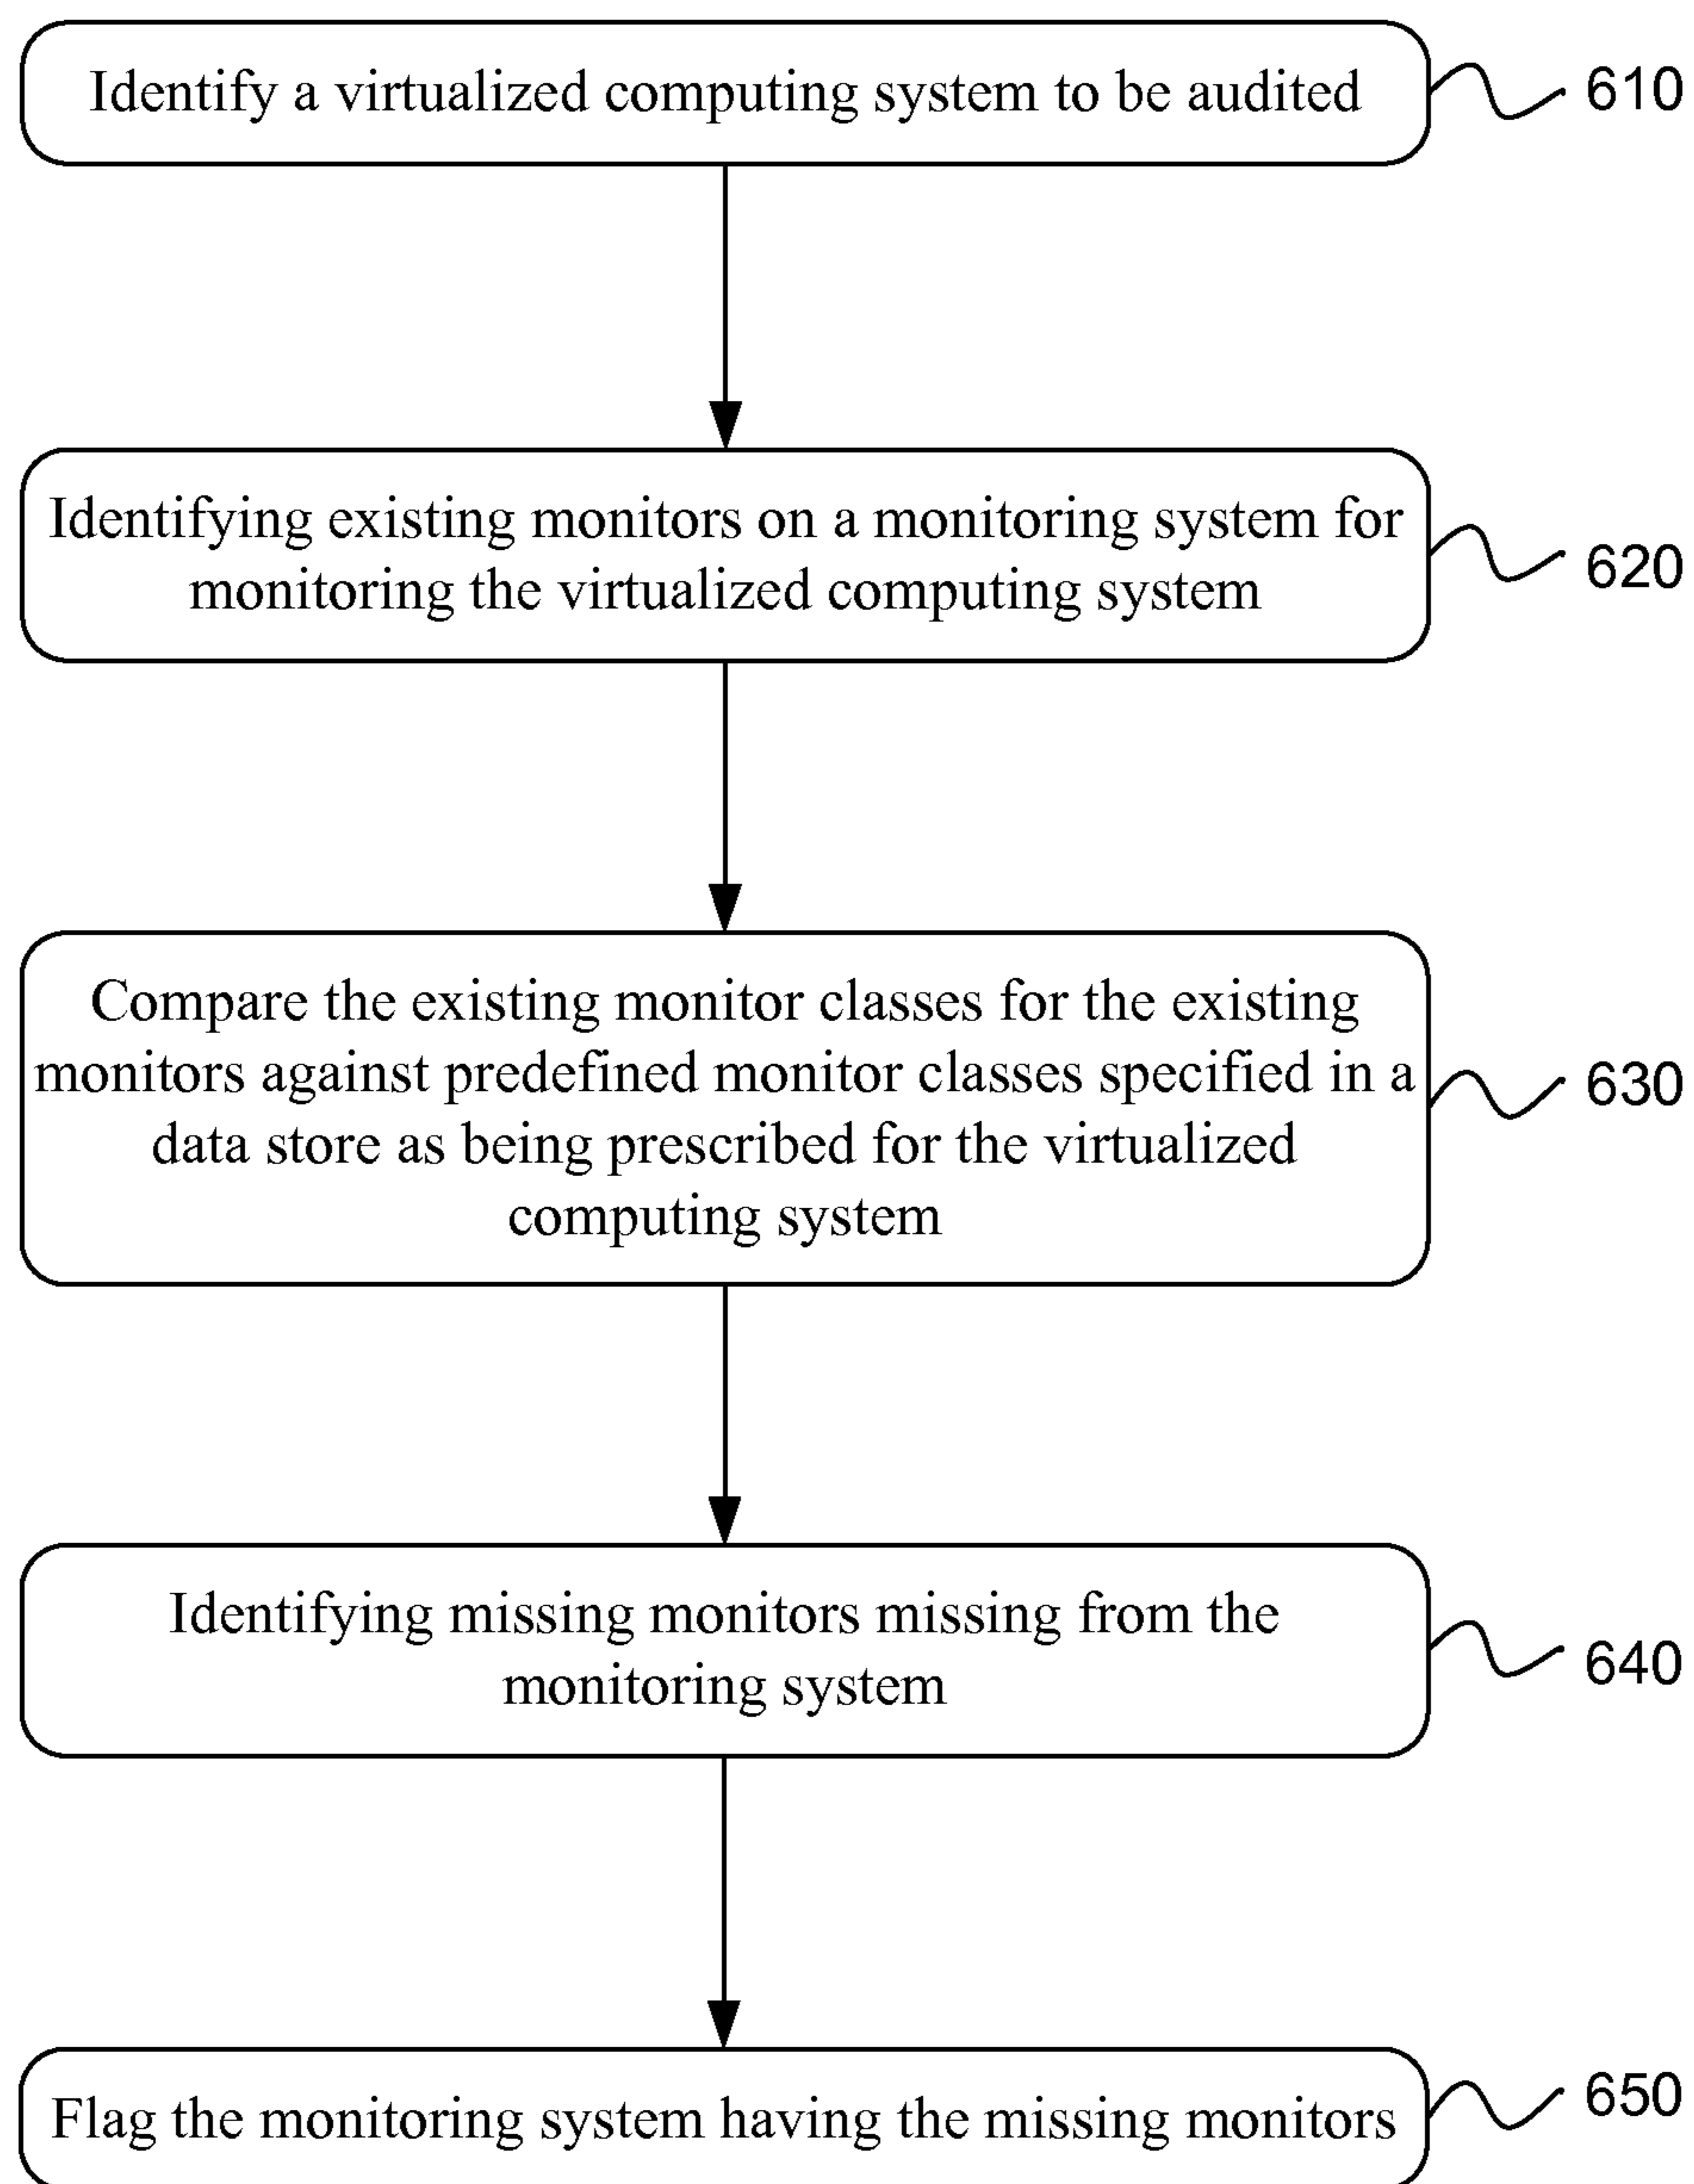 Identify a virtualized computing system to be audited
610
Identifying existing monitors on a monitoring system for
monitoring the virtualized computing system
620
Compare the existing monitor classes for the existing
monitors against predefined monitor classes specified in a
data store as being prescribed for the virtualized
computing system
630
Identifying missing monitors missing from the
monitoring system
640
Flag the monitoring system having the missing monitors
650